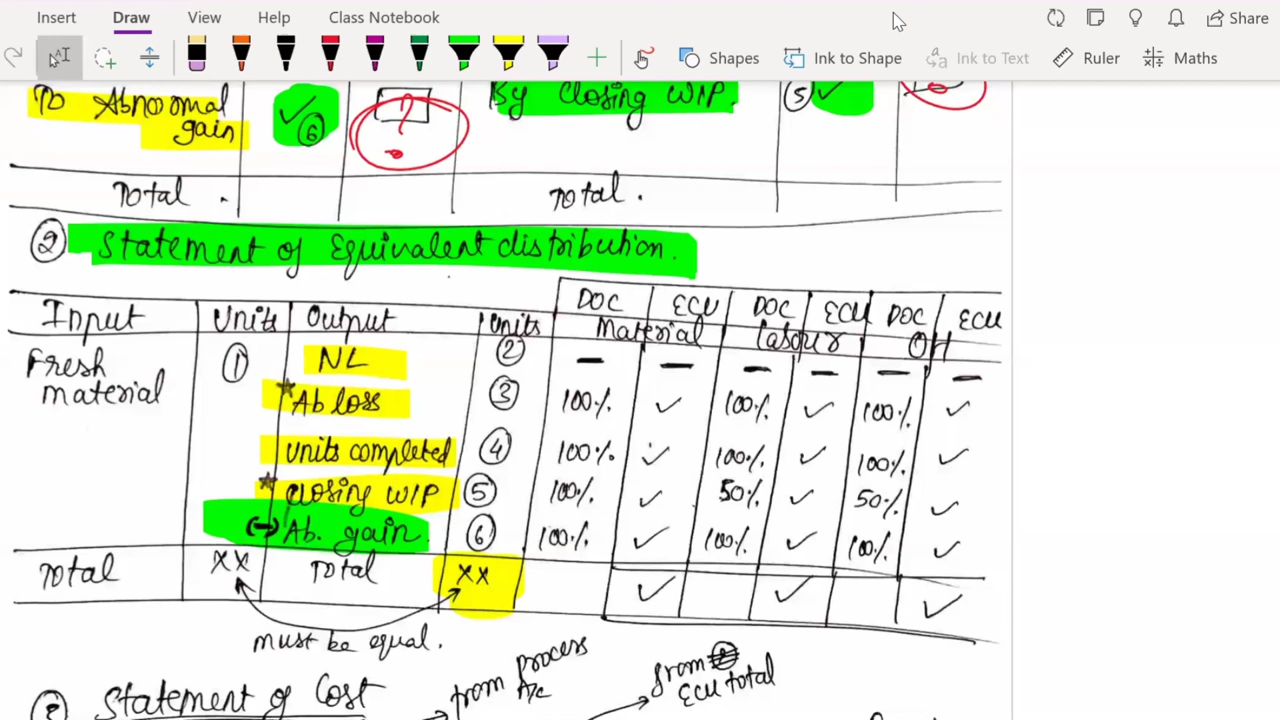 Insert Draw View Help Class Notebook Share
Shapes Ink to Shape Ink to Text Ruler Maths
To Abnormal gain ✓ ⑥ ? By Closing WIP. ⑤ ✓
Total . Total .
② Statement of Equivalent distribution.
DOC ECU DOC ECU DOC ECU
Input Units Output Units Material Labour OH
Fresh material ① NL ② — — — — — —
Ab loss ③ 100% ✓ 100% ✓ 100% ✓
Units completed ④ 100% ✓ 100% ✓ 100% ✓
Closing WIP ⑤ 100% ✓ 50% ✓ 50% ✓
(-) Ab. gain. ⑥ 100% ✓ 100% ✓ 100% ✓
Total XX Total XX ✓ ✓ ✓
must be equal.
Statement of Cost
from process A/c
from ECU total